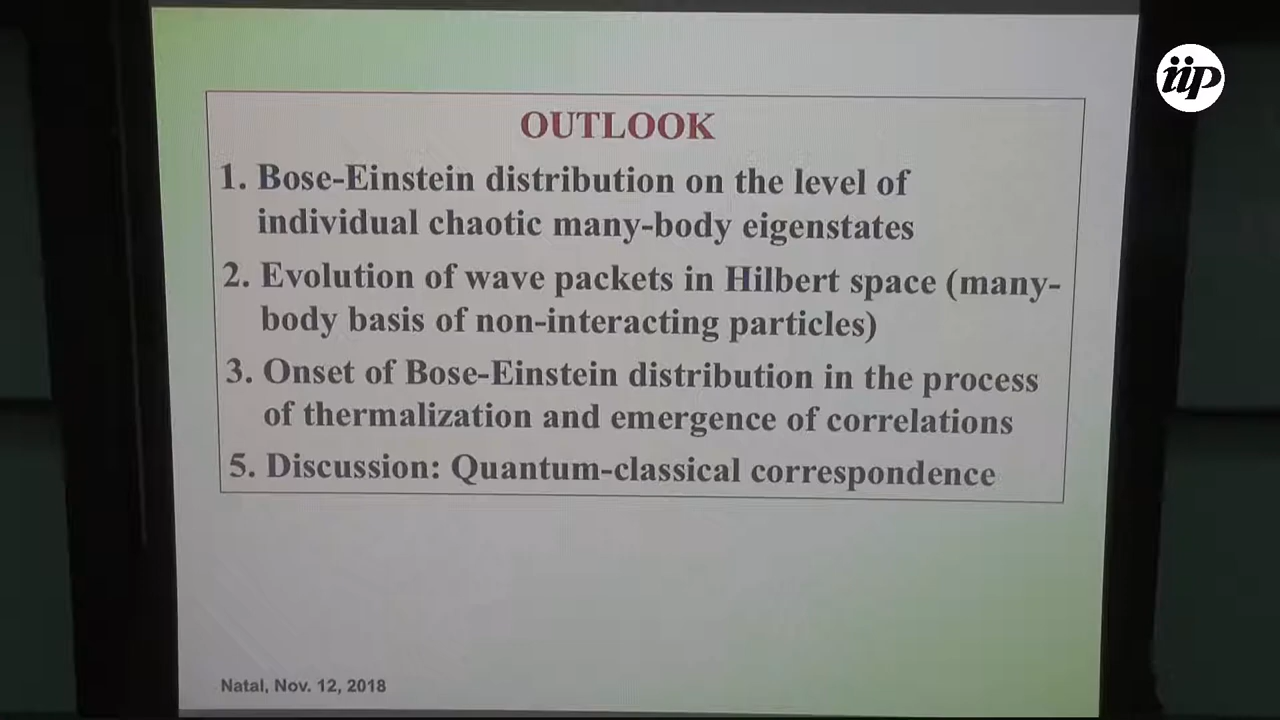 iip
OUTLOOK
1. Bose-Einstein distribution on the level of
individual chaotic many-body eigenstates
2. Evolution of wave packets in Hilbert space (many-
body basis of non-interacting particles)
3. Onset of Bose-Einstein distribution in the process
of thermalization and emergence of correlations
5. Discussion: Quantum-classical correspondence
Natal, Nov. 12, 2018